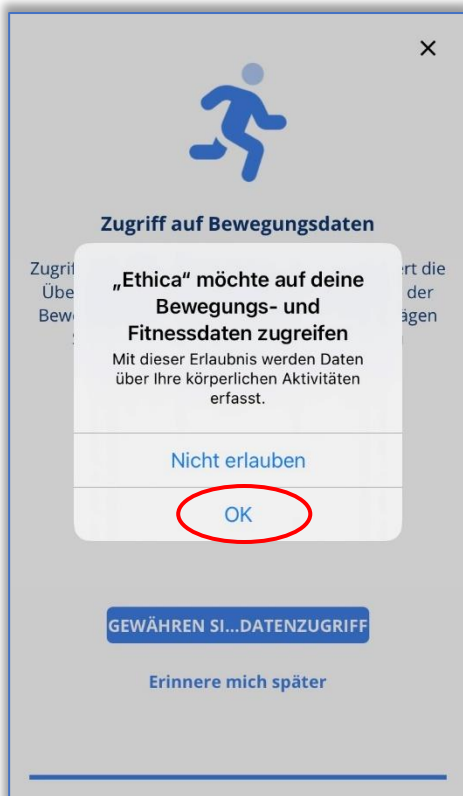 ×
Zugriff auf Bewegungsdaten
„Ethica“ möchte auf deine
Bewegungs- und
Fitnessdaten zugreifen
Mit dieser Erlaubnis werden Daten
über Ihre körperlichen Aktivitäten
erfasst.
Nicht erlauben
OK
GEWÄHREN SI...DATENZUGRIFF
Erinnere mich später